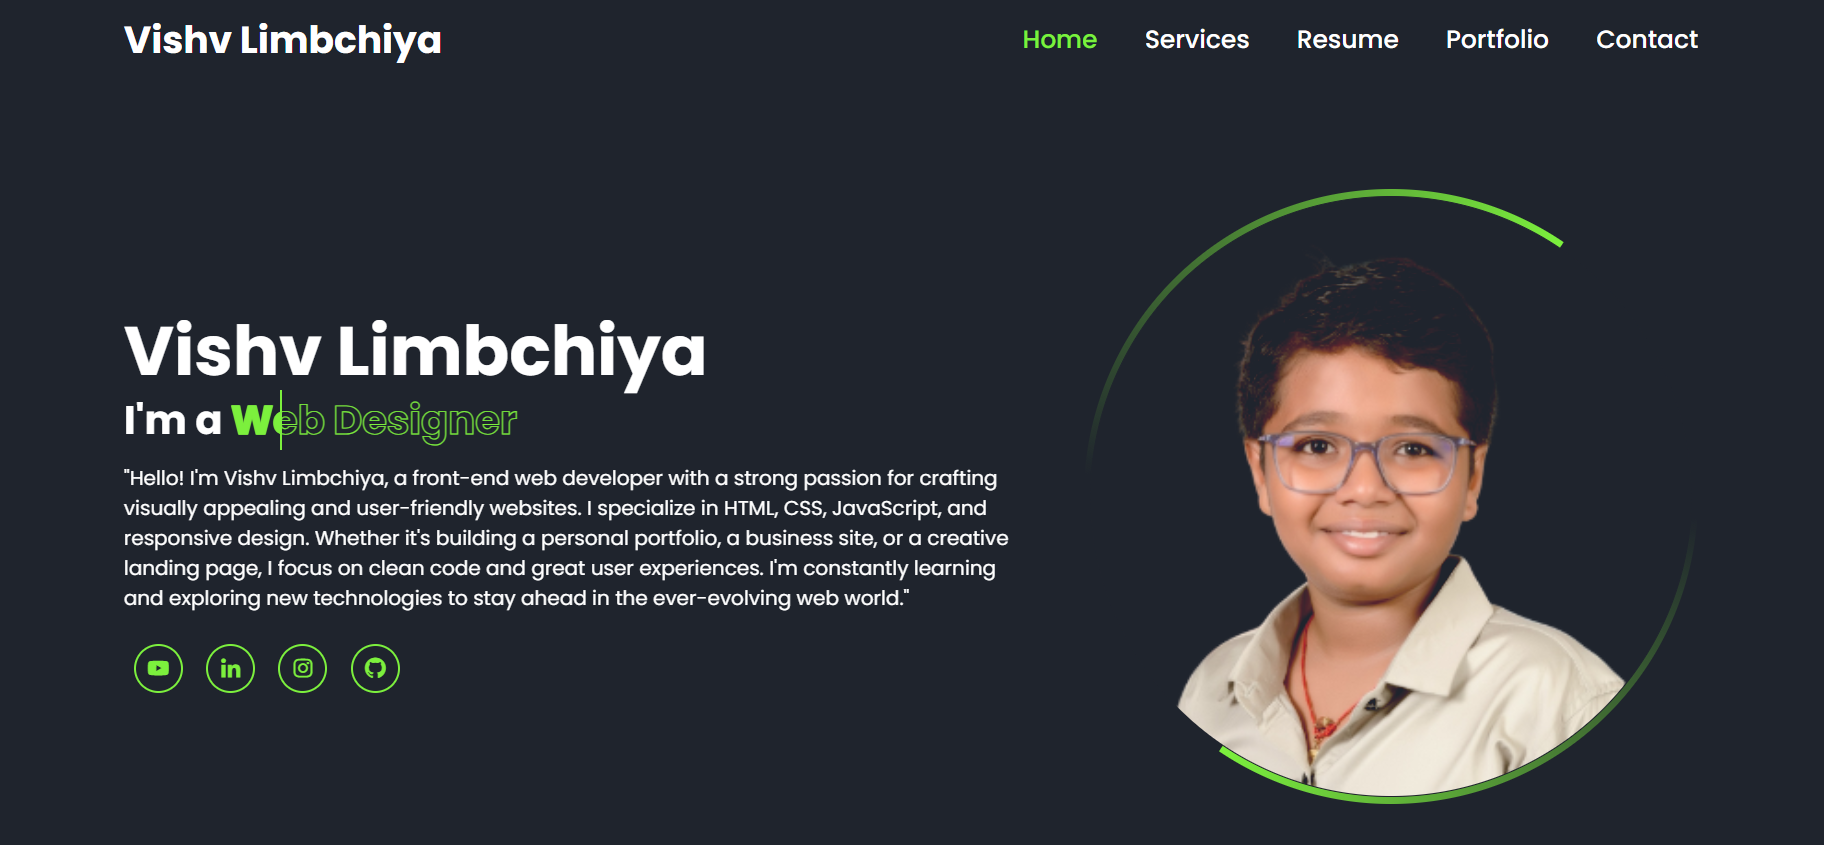 Vishv Limbchiya
Home Services Resume Portfolio Contact
Vishv Limbchiya
I'm a Web Designer
"Hello! I'm Vishv Limbchiya, a front-end web developer with a strong passion for crafting
visually appealing and user-friendly websites. I specialize in HTML, CSS, JavaScript, and
responsive design. Whether it's building a personal portfolio, a business site, or a creative
landing page, I focus on clean code and great user experiences. I'm constantly learning
and exploring new technologies to stay ahead in the ever-evolving web world."
in